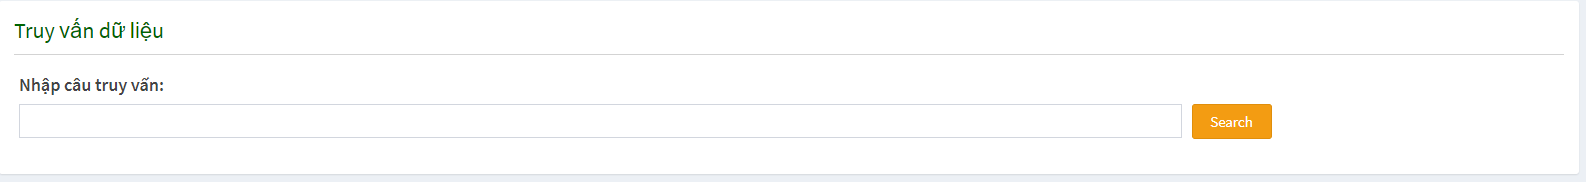 Truy vấn dữ liệu
Nhập câu truy vấn:
Search